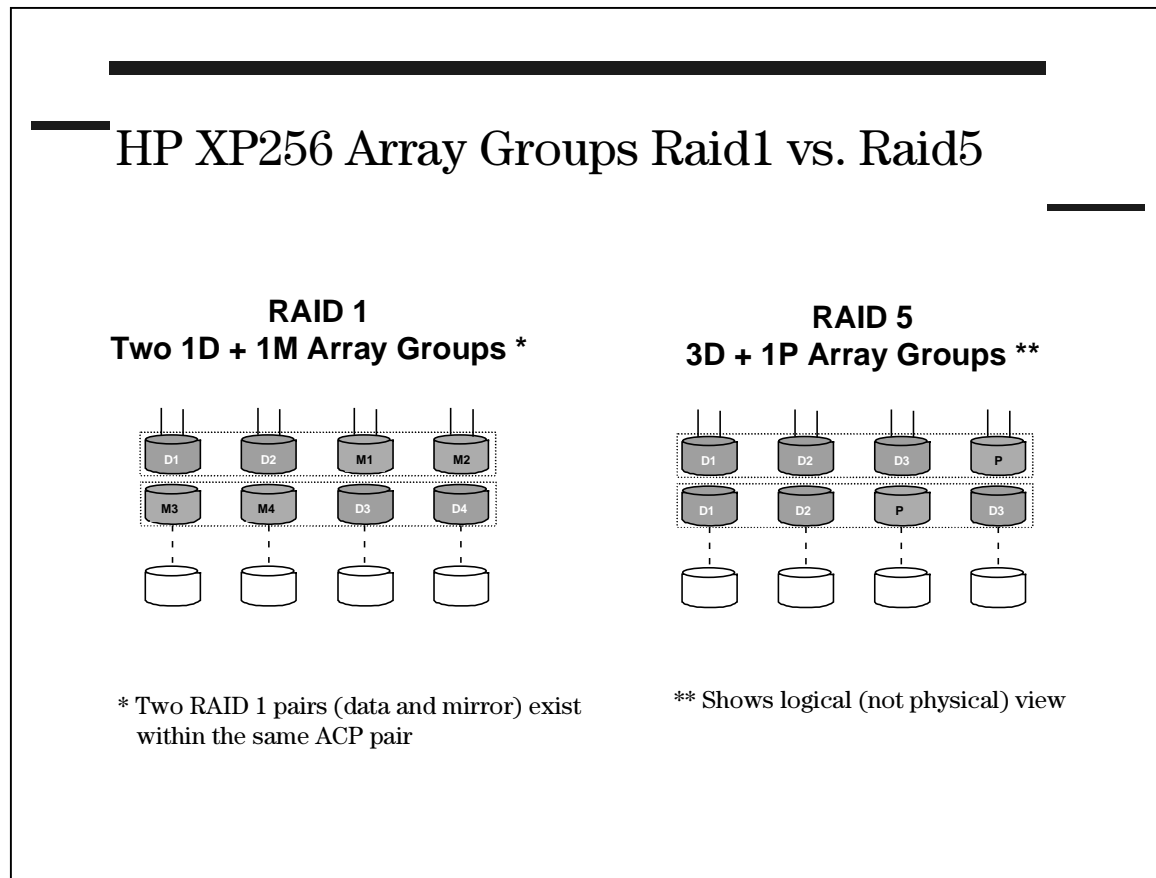 HP XP256 Array Groups Raid1 vs. Raid5
RAID 1
Two 1D + 1M Array Groups *
D1 D2 M1 M2
M3 M4 D3 D4
* Two RAID 1 pairs (data and mirror) exist
within the same ACP pair
RAID 5
3D + 1P Array Groups **
D1 D2 D3 P
D1 D2 P D3
** Shows logical (not physical) view